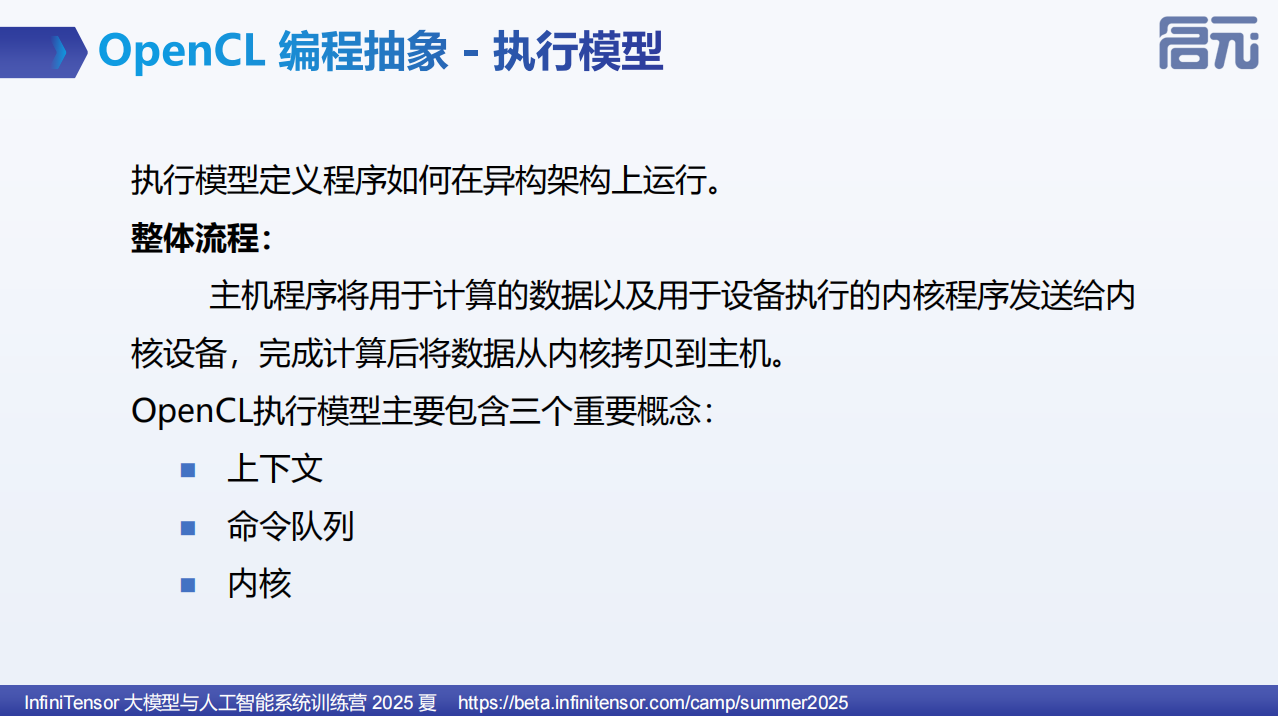 OpenCL 编程抽象 - 执行模型
启元
执行模型定义程序如何在异构架构上运行。
整体流程：
主机程序将用于计算的数据以及用于设备执行的内核程序发送给内
核设备，完成计算后将数据从内核拷贝到主机。
OpenCL执行模型主要包含三个重要概念：
上下文
命令队列
内核
InfiniTensor 大模型与人工智能系统训练营 2025 夏 https://beta.infinitensor.com/camp/summer2025